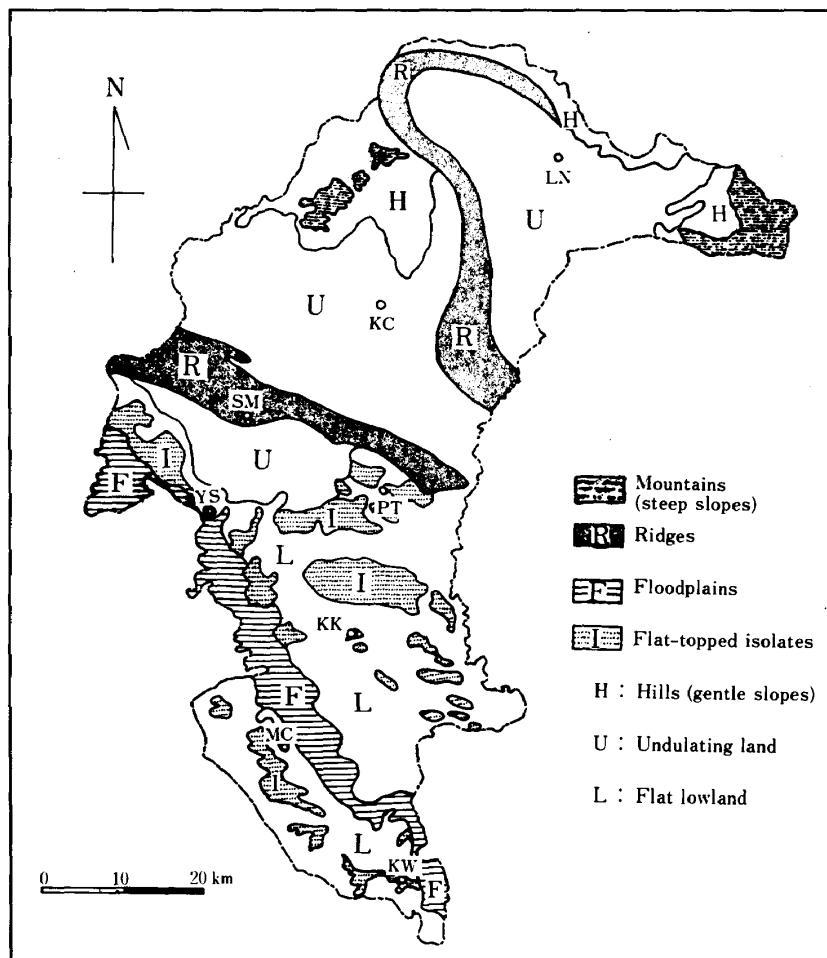 N
R
H
LN
H
H
U
U
KC
R
R
SM
I
U
F
YS
I
PT
L
I
KK
F
L
MC
I
L
KW
F
0 10 20 km
Mountains
(steep slopes)
R Ridges
F Floodplains
I Flat-topped isolates
H : Hills (gentle slopes)
U : Undulating land
L : Flat lowland